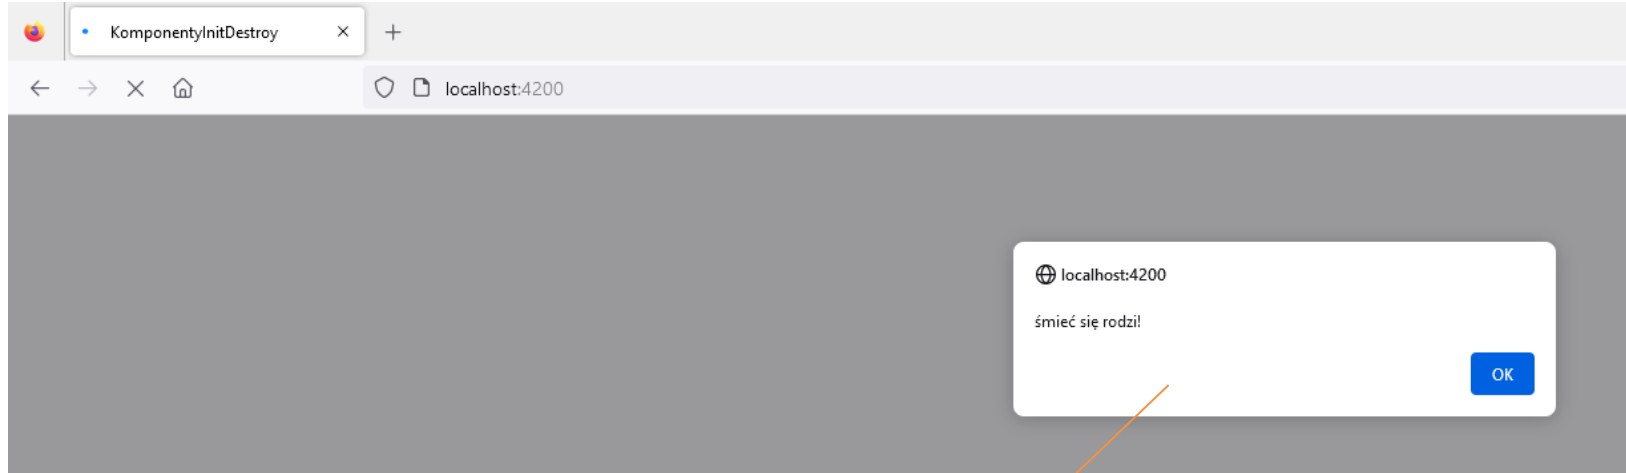 KomponentyInitDestroy
localhost:4200
localhost:4200
śmieć się rodzi!
OK